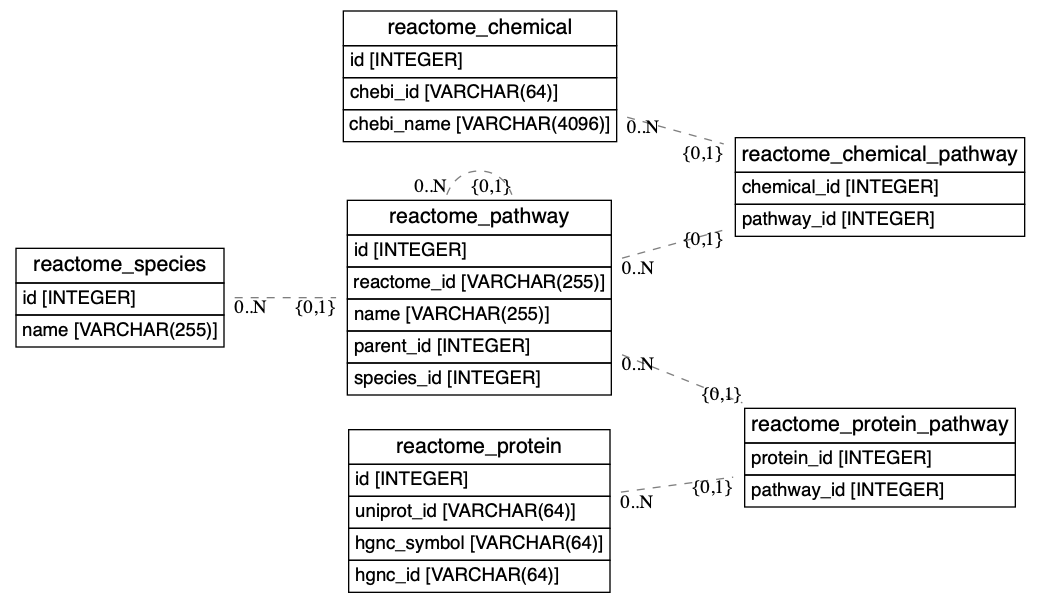 reactome_chemical
id [INTEGER]
chebi_id [VARCHAR(64)]
chebi_name [VARCHAR(4096)]
0..N
{0,1}
reactome_chemical_pathway
chemical_id [INTEGER]
pathway_id [INTEGER]
0..N
{0,1}
reactome_pathway
id [INTEGER]
reactome_id [VARCHAR(255)]
name [VARCHAR(255)]
parent_id [INTEGER]
species_id [INTEGER]
{0,1}
0..N
reactome_species
id [INTEGER]
name [VARCHAR(255)]
0..N
{0,1}
0..N
{0,1}
reactome_protein_pathway
protein_id [INTEGER]
pathway_id [INTEGER]
reactome_protein
id [INTEGER]
uniprot_id [VARCHAR(64)]
hgnc_symbol [VARCHAR(64)]
hgnc_id [VARCHAR(64)]
0..N
{0,1}